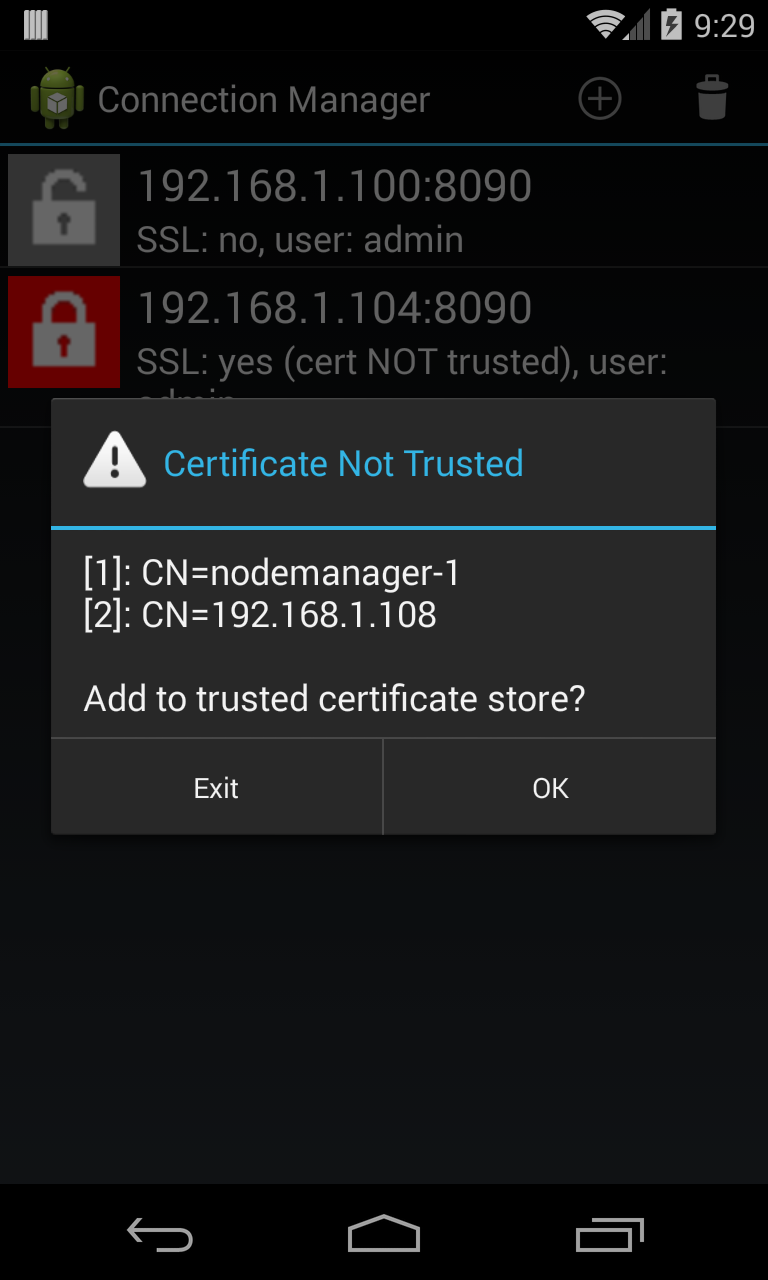 9:29
Connection Manager
192.168.1.100:8090
SSL: no, user: admin
192.168.1.104:8090
SSL: yes (cert NOT trusted), user:
admin
Certificate Not Trusted
[1]: CN=nodemanager-1
[2]: CN=192.168.1.108
Add to trusted certificate store?
Exit
OK